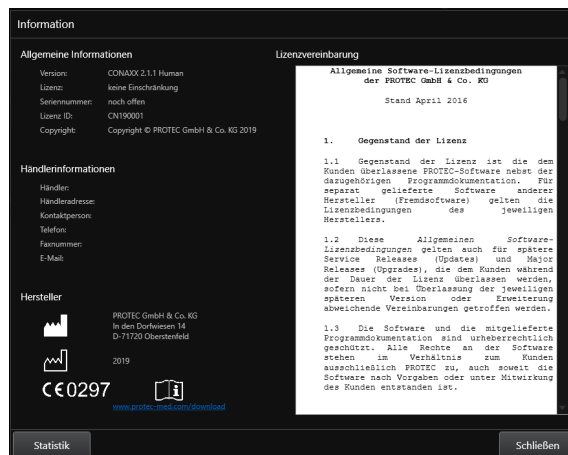 Information
Allgemeine Informationen
Version: CONAXX 2.1.1 Human
Lizenz: keine Einschränkung
Seriennummer: noch offen
Lizenz ID: CN190001
Copyright: Copyright © PROTEC GmbH & Co. KG 2019
Händlerinformationen
Händler:
Händleradresse:
Kontaktperson:
Telefon:
Faxnummer:
E-Mail:
Hersteller
PROTEC GmbH & Co. KG
In den Dorfwiesen 14
D-71720 Oberstenfeld
2019
CE0297
www.protec-med.com/download
Lizenzvereinbarung
Allgemeine Software-Lizenzbedingungen
der PROTEC GmbH & Co. KG
Stand April 2016
1. Gegenstand der Lizenz
1.1 Gegenstand der Lizenz ist die dem
Kunden überlassene PROTEC-Software nebst der
dazugehörigen Programmdokumentation. Für
separat gelieferte Software anderer
Hersteller (Fremdsoftware) gelten die
Lizenzbedingungen des jeweiligen
Herstellers.
1.2 Diese Allgemeinen Software-
Lizenzbedingungen gelten auch für spätere
Service Releases (Updates) und Major
Releases (Upgrades), die dem Kunden während
der Dauer der Lizenz überlassen werden,
sofern nicht bei Überlassung der jeweiligen
späteren Version oder Erweiterung
abweichende Vereinbarungen getroffen werden.
1.3 Die Software und die mitgelieferte
Programmdokumentation sind urheberrechtlich
geschützt. Alle Rechte an der Software
stehen im Verhältnis zum Kunden
ausschließlich PROTEC zu, auch soweit die
Software nach Vorgaben oder unter Mitwirkung
des Kunden entstanden ist.
Statistik
Schließen